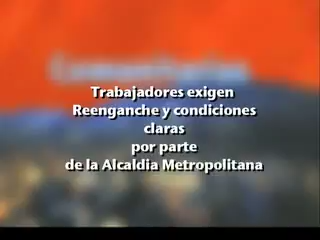 Trabajadores exigen
Reenganche y condiciones
claras
por parte
de la Alcaldia Metropolitana